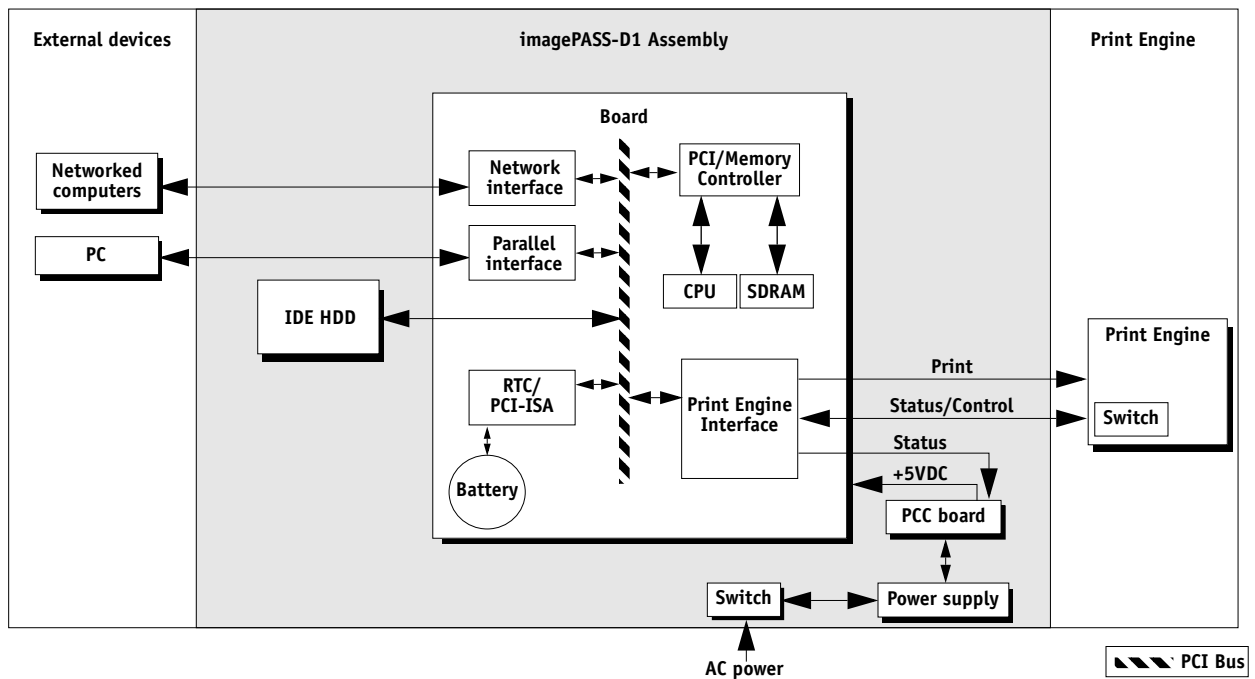 External devices
imagePASS-D1 Assembly
Print Engine
Board
Networked
computers
Network
interface
PCI/Memory
Controller
PC
Parallel
interface
CPU
SDRAM
IDE HDD
Print Engine
Print
RTC/
PCI-ISA
Print Engine
Interface
Status/Control
Switch
Status
+5VDC
Battery
PCC board
Switch
Power supply
AC power
PCI Bus